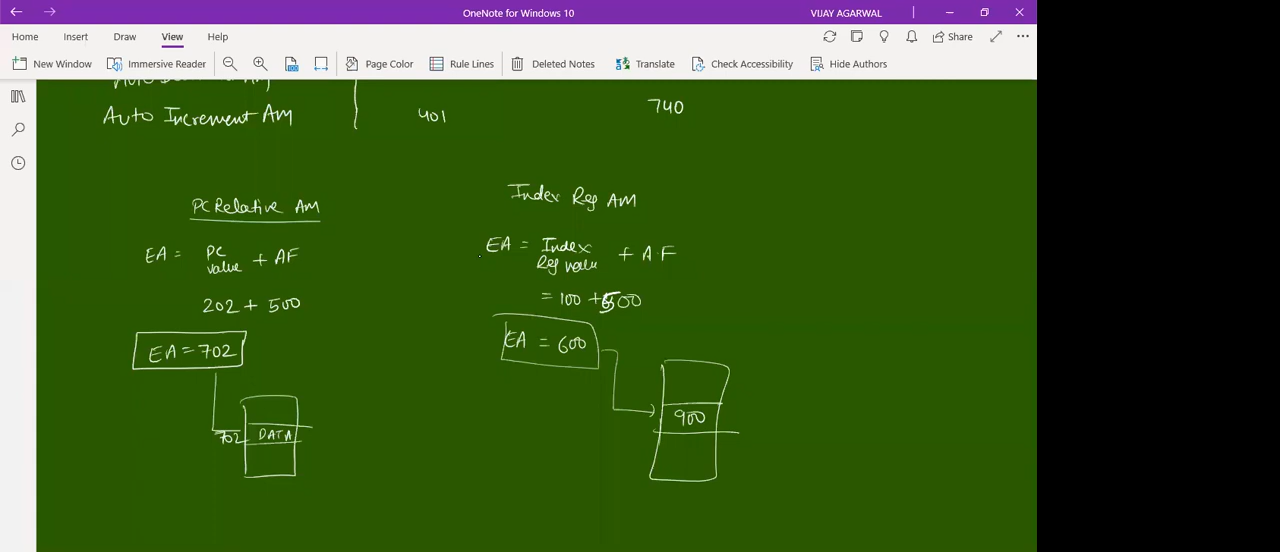 OneNote for Windows 10
VIJAY AGARWAL
Home Insert Draw View Help
Share
New Window
Immersive Reader
Page Color
Rule Lines
Deleted Notes
Translate
Check Accessibility
Hide Authors
AM
Auto Increment AM
401
740
PC Relative AM
EA = PC value + AF
202 + 500
EA = 702
702 DATA
Index Reg AM
EA = Index Reg value + A.F
= 100 + 500
EA = 600
900